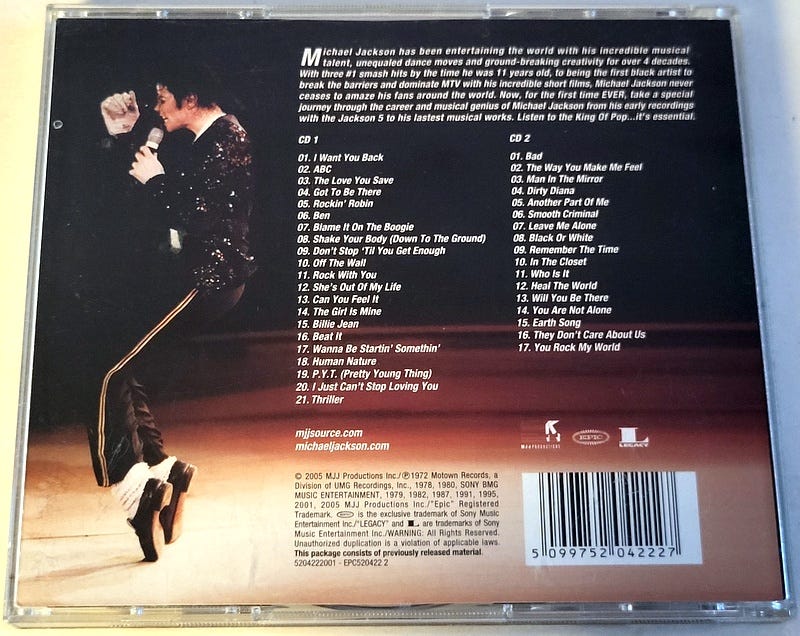 Michael Jackson has been entertaining the world with his incredible musical
talent, unequaled dance moves and ground-breaking creativity for over 4 decades.
With three #1 smash hits by the time he was 11 years old, to being the first black artist to
break the barriers and dominate MTV with his incredible short films, Michael Jackson never
ceases to amaze his fans around the world. Now, for the first time EVER, take a special
journey through the career and musical genius of Michael Jackson from his early recordings
with the Jackson 5 to his lastest musical works. Listen to the King Of Pop...it's essential.
CD 1
01. I Want You Back
02. ABC
03. The Love You Save
04. Got To Be There
05. Rockin' Robin
06. Ben
07. Blame It On The Boogie
08. Shake Your Body (Down To The Ground)
09. Don't Stop 'Til You Get Enough
10. Off The Wall
11. Rock With You
12. She's Out Of My Life
13. Can You Feel It
14. The Girl Is Mine
15. Billie Jean
16. Beat It
17. Wanna Be Startin' Somethin'
18. Human Nature
19. P.Y.T. (Pretty Young Thing)
20. I Just Can't Stop Loving You
21. Thriller
CD 2
01. Bad
02. The Way You Make Me Feel
03. Man In The Mirror
04. Dirty Diana
05. Another Part Of Me
06. Smooth Criminal
07. Leave Me Alone
08. Black Or White
09. Remember The Time
10. In The Closet
11. Who Is It
12. Heal The World
13. Will You Be There
14. You Are Not Alone
15. Earth Song
16. They Don't Care About Us
17. You Rock My World
mjjsource.com
michaeljackson.com
MJJ PRODUCTIONS
EPIC
L
LEGACY
© 2005 MJJ Productions Inc./℗1972 Motown Records, a
Division of UMG Recordings, Inc., 1978, 1980, SONY BMG
MUSIC ENTERTAINMENT, 1979, 1982, 1987, 1991, 1995,
2001, 2005 MJJ Productions Inc./"Epic" Registered
Trademark. EPIC is the exclusive trademark of Sony Music
Entertainment Inc./"LEGACY" and L are trademarks of Sony
Music Entertainment Inc./WARNING: All Rights Reserved.
Unauthorized duplication is a violation of applicable laws.
This package consists of previously released material.
5204222001 - EPC520422 2
5 099752 042227